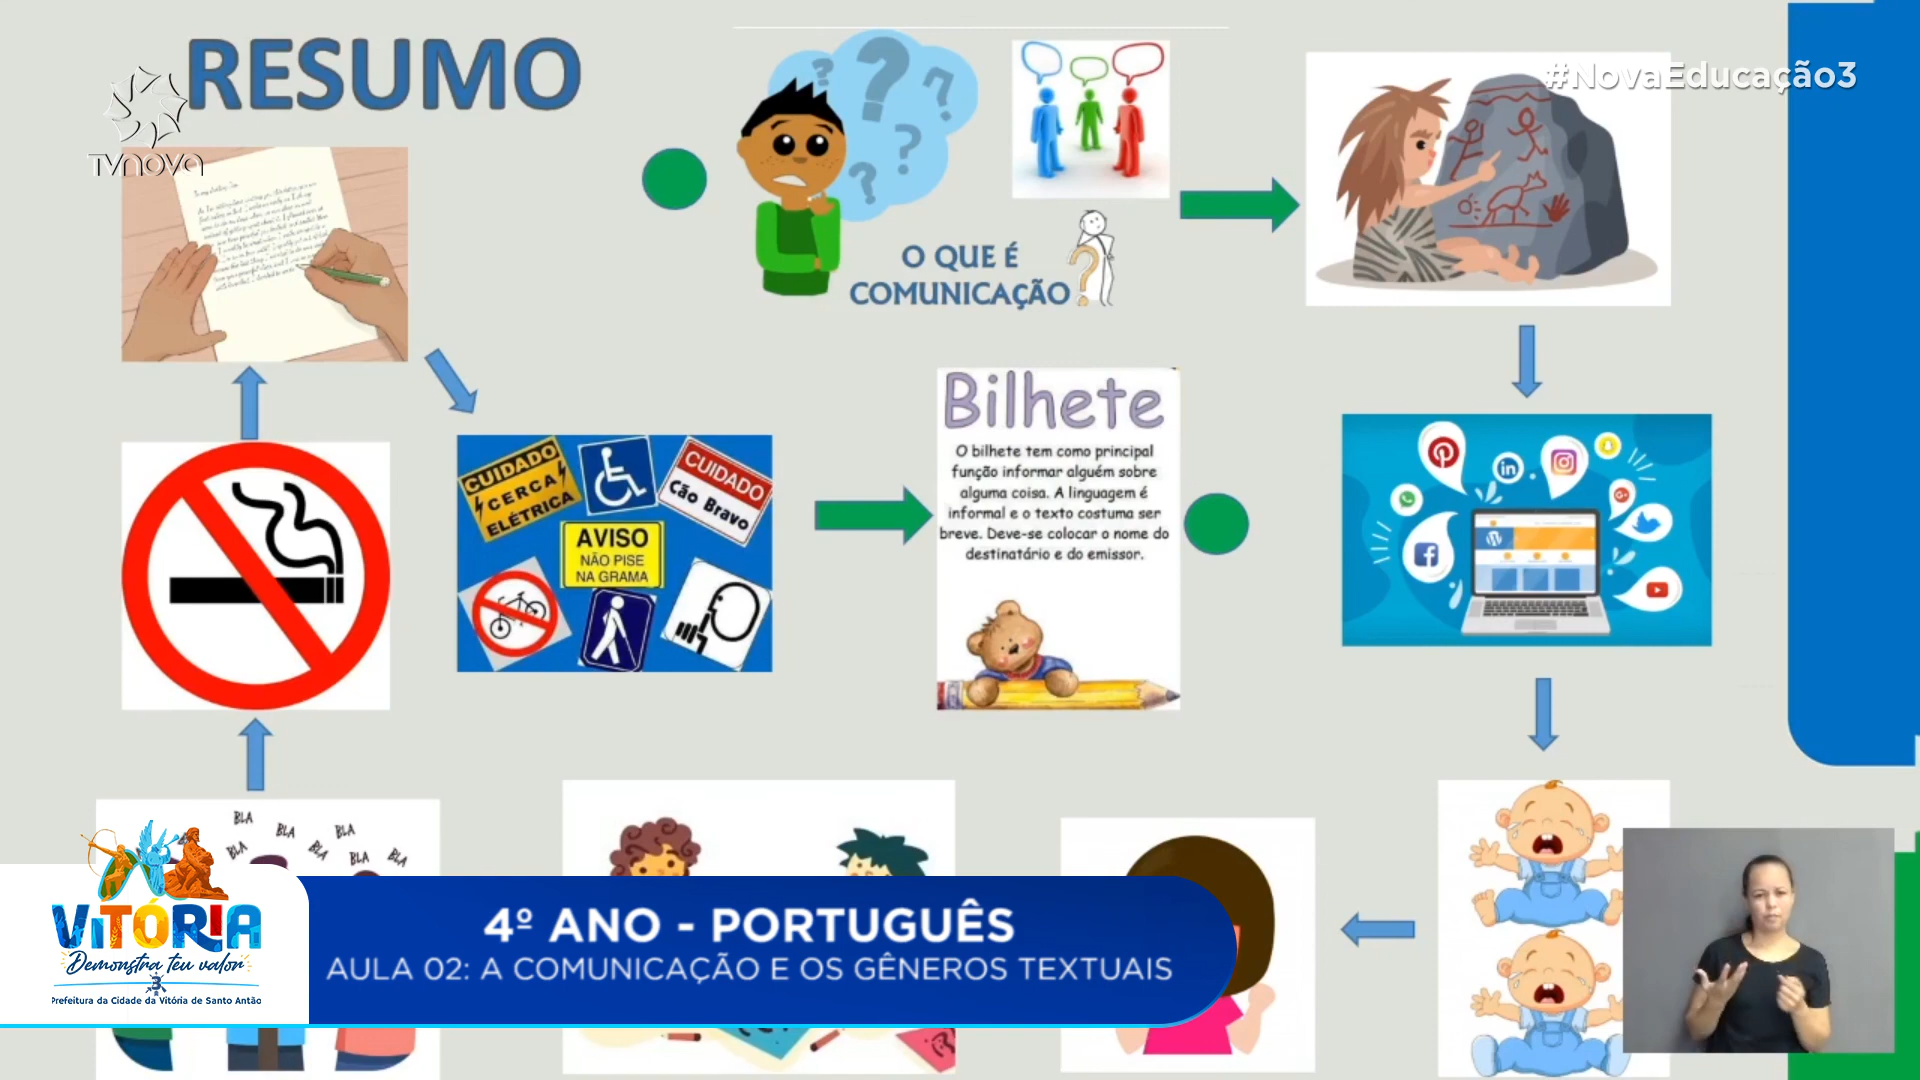 RESUMO
TVNOVA
#NovaEducação3
O QUE É
COMUNICAÇÃO
Bilhete
O bilhete tem como principal
função informar alguém sobre
alguma coisa. A linguagem é
informal e o texto costuma ser
breve. Deve-se colocar o nome do
destinatário e do emissor.
CUIDADO
CERCA
ELÉTRICA
CUIDADO
Cão Bravo
AVISO
NÃO PISE
NA GRAMA
in
BLA
BLA
BLA
BLA
BLA
BLA
BLA
VITÓRIA
Demonstra teu valor
Prefeitura da Cidade da Vitória de Santo Antão
4º ANO - PORTUGUÊS
AULA 02: A COMUNICAÇÃO E OS GÊNEROS TEXTUAIS